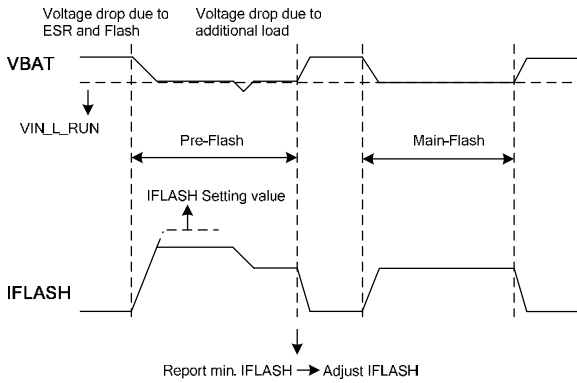 Voltage drop due to
ESR and Flash
Voltage drop due to
additional load
VBAT
VIN_L_RUN
Pre-Flash
Main-Flash
IFLASH Setting value
IFLASH
Report min. IFLASH
Adjust IFLASH